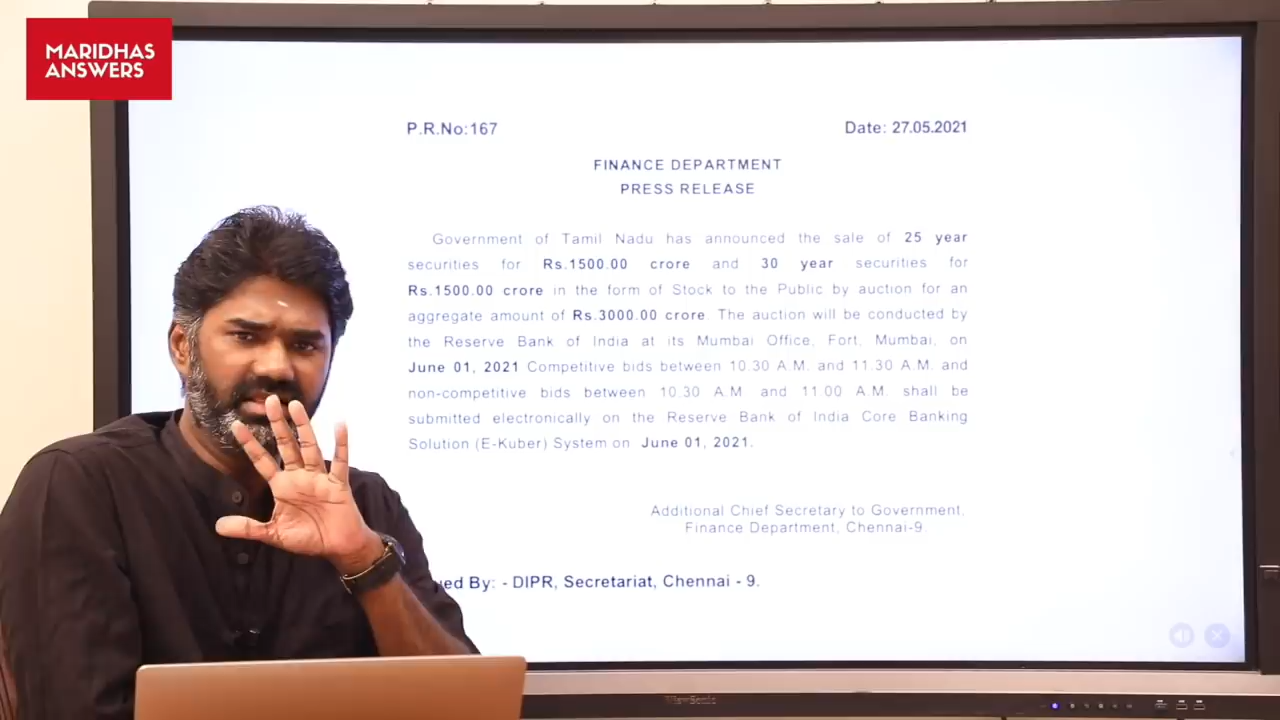 MARIDHAS
ANSWERS
P.R.No:167 Date: 27.05.2021
FINANCE DEPARTMENT
PRESS RELEASE
Government of Tamil Nadu has announced the sale of 25 year
securities for Rs.1500.00 crore and 30 year securities for
Rs.1500.00 crore in the form of Stock to the Public by auction for an
aggregate amount of Rs.3000.00 crore. The auction will be conducted by
the Reserve Bank of India at its Mumbai Office, Fort, Mumbai, on
June 01, 2021 Competitive bids between 10.30 A.M. and 11.30 A.M. and
non-competitive bids between 10.30 A.M and 11.00 A.M. shall be
submitted electronically on the Reserve Bank of India Core Banking
Solution (E-Kuber) System on June 01, 2021.
Additional Chief Secretary to Government,
Finance Department, Chennai-9.
By: - DIPR, Secretariat, Chennai - 9.
ViewSonic